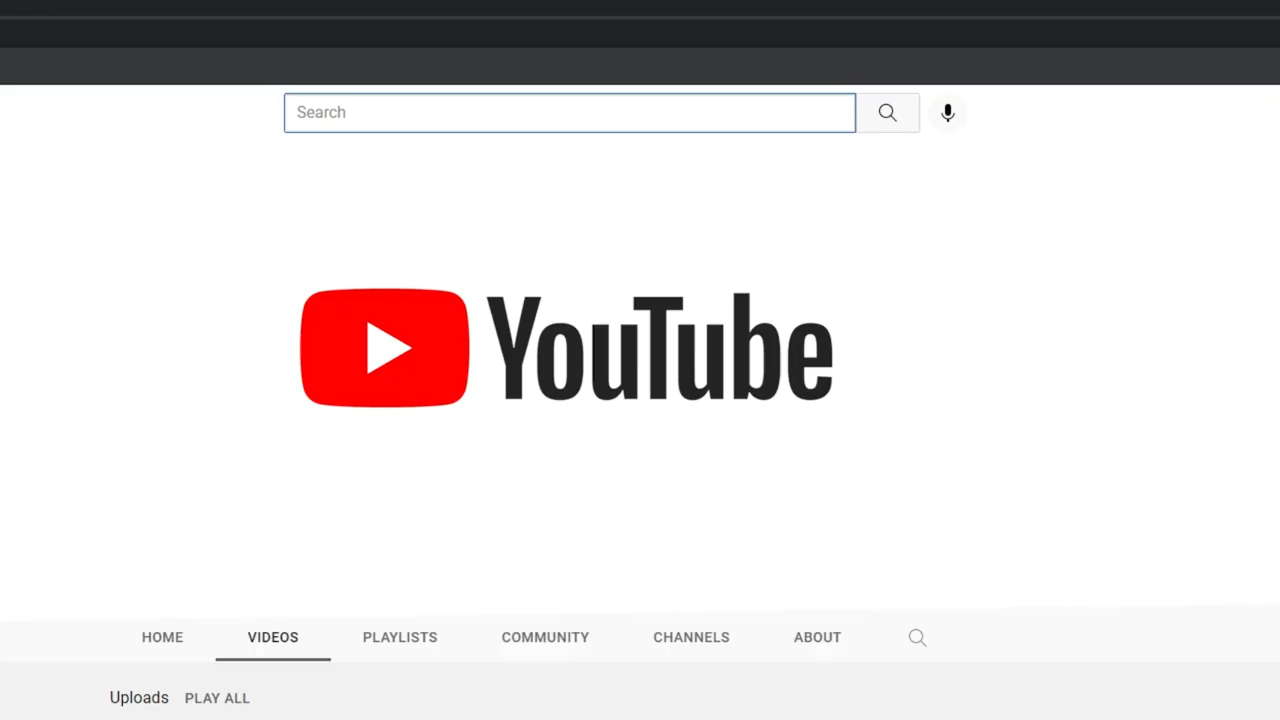 Search
YouTube
HOME VIDEOS PLAYLISTS COMMUNITY CHANNELS ABOUT
Uploads PLAY ALL